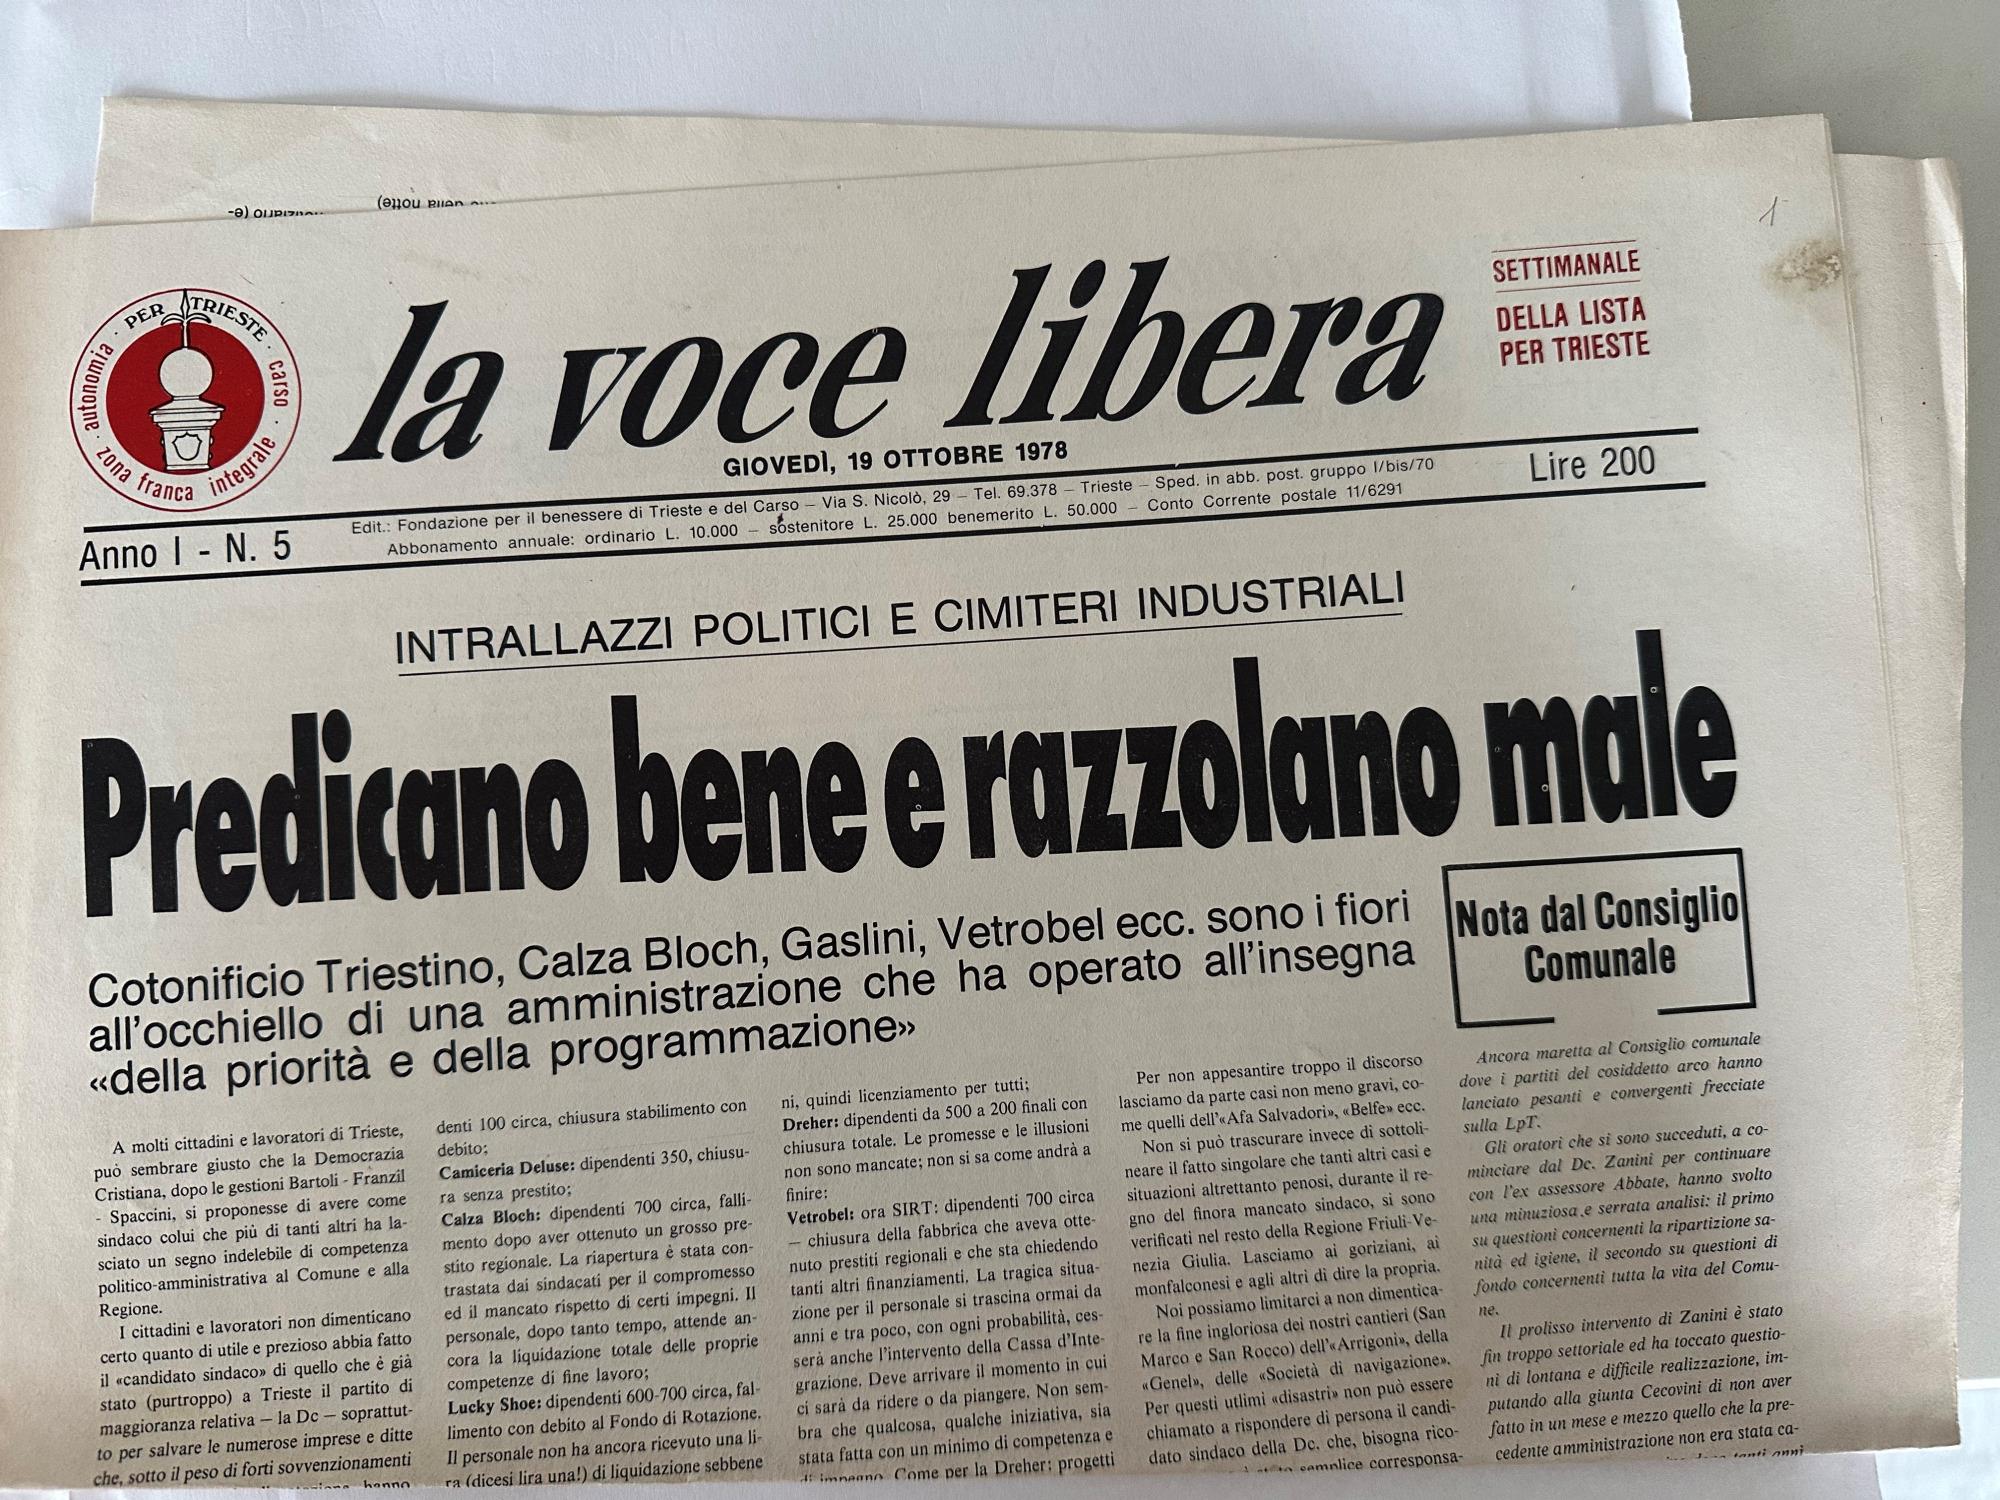 PER TRIESTE · carso · zona franca integrale · autonomia ·
la voce libera
SETTIMANALE
DELLA LISTA
PER TRIESTE
GIOVEDÌ, 19 OTTOBRE 1978
Anno I - N. 5
Edit.: Fondazione per il benessere di Trieste e del Carso – Via S. Nicolò, 29 – Tel. 69.378 – Trieste – Sped. in abb. post. gruppo I/bis/70
Abbonamento annuale: ordinario L. 10.000 – sostenitore L. 25.000 benemerito L. 50.000 – Conto Corrente postale 11/6291
Lire 200
INTRALLAZZI POLITICI E CIMITERI INDUSTRIALI
Predicano bene e razzolano male
Cotonificio Triestino, Calza Bloch, Gaslini, Vetrobel ecc. sono i fiori
all'occhiello di una amministrazione che ha operato all'insegna
«della priorità e della programmazione»
A molti cittadini e lavoratori di Trieste,
può sembrare giusto che la Democrazia
Cristiana, dopo le gestioni Bartoli - Franzil
- Spaccini, si proponesse di avere come
sindaco colui che più di tanti altri ha la-
sciato un segno indelebile di competenza
politico-amministrativa al Comune e alla
Regione.
I cittadini e lavoratori non dimenticano
certo quanto di utile e prezioso abbia fatto
il «candidato sindaco» di quello che è già
stato (purtroppo) a Trieste il partito di
maggioranza relativa – la Dc – soprattut-
to per salvare le numerose imprese e ditte
che, sotto il peso di forti sovvenzionamenti
hanno
denti 100 circa, chiusura stabilimento con
debito;
Camiceria Deluse: dipendenti 350, chiusu-
ra senza prestito;
Calza Bloch: dipendenti 700 circa, falli-
mento dopo aver ottenuto un grosso pre-
stito regionale. La riapertura è stata con-
trastata dai sindacati per il compromesso
ed il mancato rispetto di certi impegni. Il
personale, dopo tanto tempo, attende an-
cora la liquidazione totale delle proprie
competenze di fine lavoro;
Lucky Shoe: dipendenti 600-700 circa, fal-
limento con debito al Fondo di Rotazione.
Il personale non ha ancora ricevuto una li-
ra (dicesi lira una!) di liquidazione sebbene
ni, quindi licenziamento per tutti;
Dreher: dipendenti da 500 a 200 finali con
chiusura totale. Le promesse e le illusioni
non sono mancate; non si sa come andrà a
finire:
Vetrobel: ora SIRT: dipendenti 700 circa
– chiusura della fabbrica che aveva otte-
nuto prestiti regionali e che sta chiedendo
tanti altri finanziamenti. La tragica situa-
zione per il personale si trascina ormai da
anni e tra poco, con ogni probabilità, ces-
serà anche l'intervento della Cassa d'Inte-
grazione. Deve arrivare il momento in cui
ci sarà da ridere o da piangere. Non sem-
bra che qualcosa, qualche iniziativa, sia
stata fatta con un minimo di competenza e
di impegno. Come per la Dreher: progetti
Per non appesantire troppo il discorso
lasciamo da parte casi non meno gravi, co-
me quelli dell'«Afa Salvadori», «Belfe» ecc.
Non si può trascurare invece di sottoli-
neare il fatto singolare che tanti altri casi e
situazioni altrettanto penosi, durante il re-
gno del finora mancato sindaco, si sono
verificati nel resto della Regione Friuli-Ve-
nezia Giulia. Lasciamo ai goriziani, ai
monfalconesi e agli altri di dire la propria.
Noi possiamo limitarci a non dimentica-
re la fine ingloriosa dei nostri cantieri (San
Marco e San Rocco) dell'«Arrigoni», della
«Genel», delle «Società di navigazione».
Per questi utlimi «disastri» non può essere
chiamato a rispondere di persona il candi-
dato sindaco della Dc. che, bisogna rico-
semplice corresponsa-
Nota dal Consiglio
Comunale
Ancora maretta al Consiglio comunale
dove i partiti del cosiddetto arco hanno
lanciato pesanti e convergenti frecciate
sulla LpT.
Gli oratori che si sono succeduti, a co-
minciare dal Dc. Zanini per continuare
con l'ex assessore Abbate, hanno svolto
una minuziosa e serrata analisi: il primo
su questioni concernenti la ripartizione sa-
nità ed igiene, il secondo su questioni di
fondo concernenti tutta la vita del Comu-
ne.
Il prolisso intervento di Zanini è stato
fin troppo settoriale ed ha toccato questio-
ni di lontana e difficile realizzazione, im-
putando alla giunta Cecovini di non aver
fatto in un mese e mezzo quello che la pre-
cedente amministrazione non era stata ca-
tanti anni
della notte)
1